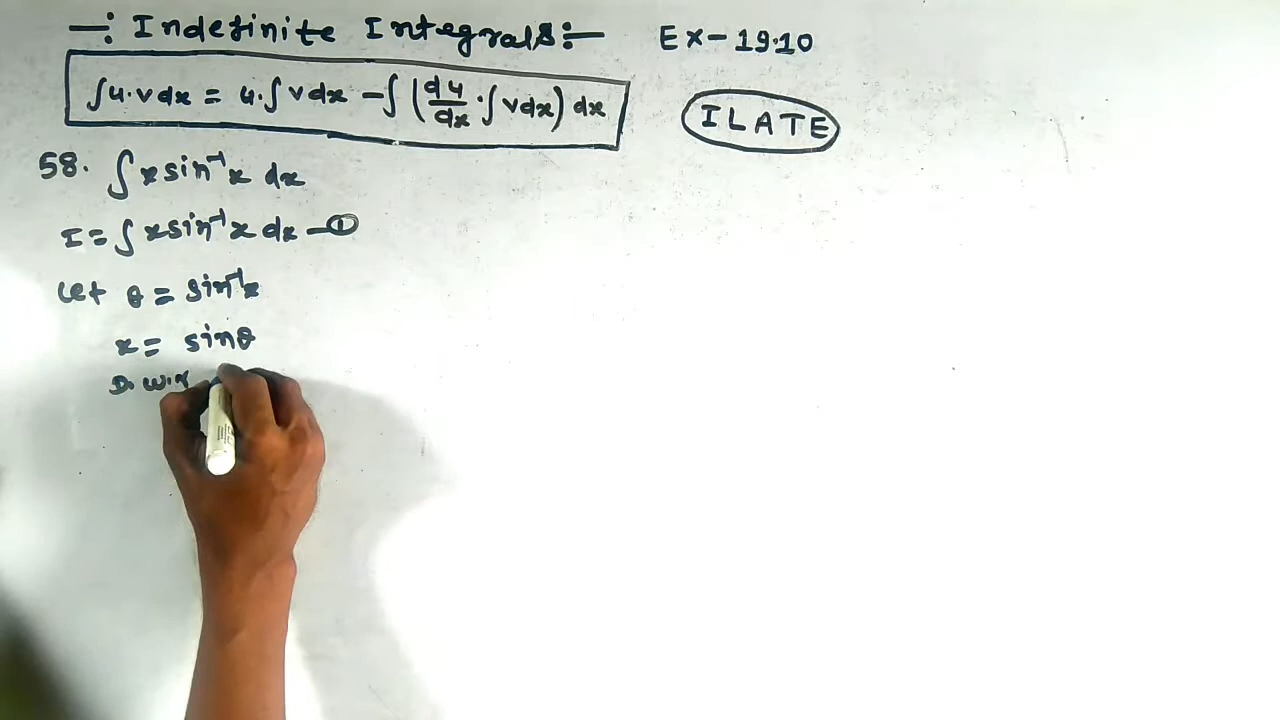 —: Indefinite Integrals:— Ex-19.10
∫u.vdx = u.∫vdx -∫(du/dx.∫vdx) dx
ILATE
58. ∫xsin⁻¹x dx
I = ∫xsin⁻¹x dx —①
Let θ = sin⁻¹x
x = sinθ
D. w.r